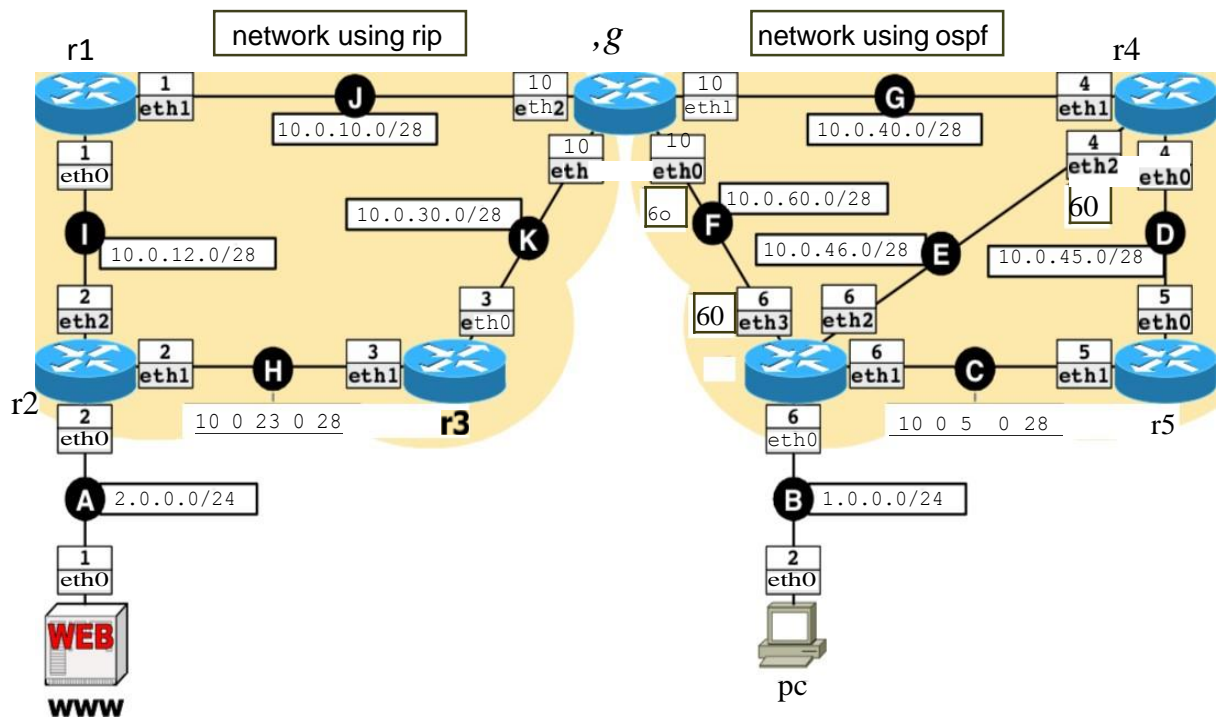 network using rip
network using ospf
r1
,g
r4
1
eth1
J
10
eth2
10
eth1
G
4
eth1
10.0.10.0/28
10.0.40.0/28
1
eth0
10
eth
10
eth0
4
eth2
4
eth0
10.0.30.0/28
6o
10.0.60.0/28
60
I
K
F
E
D
10.0.12.0/28
10.0.46.0/28
10.0.45.0/28
2
eth2
3
eth0
60
6
eth3
6
eth2
5
eth0
2
eth1
H
3
eth1
6
eth1
C
5
eth1
r2
10 0 23 0 28
r3
10 0 5 0 28
r5
2
eth0
6
eth0
A
2.0.0.0/24
B
1.0.0.0/24
1
eth0
2
eth0
WEB
www
pc